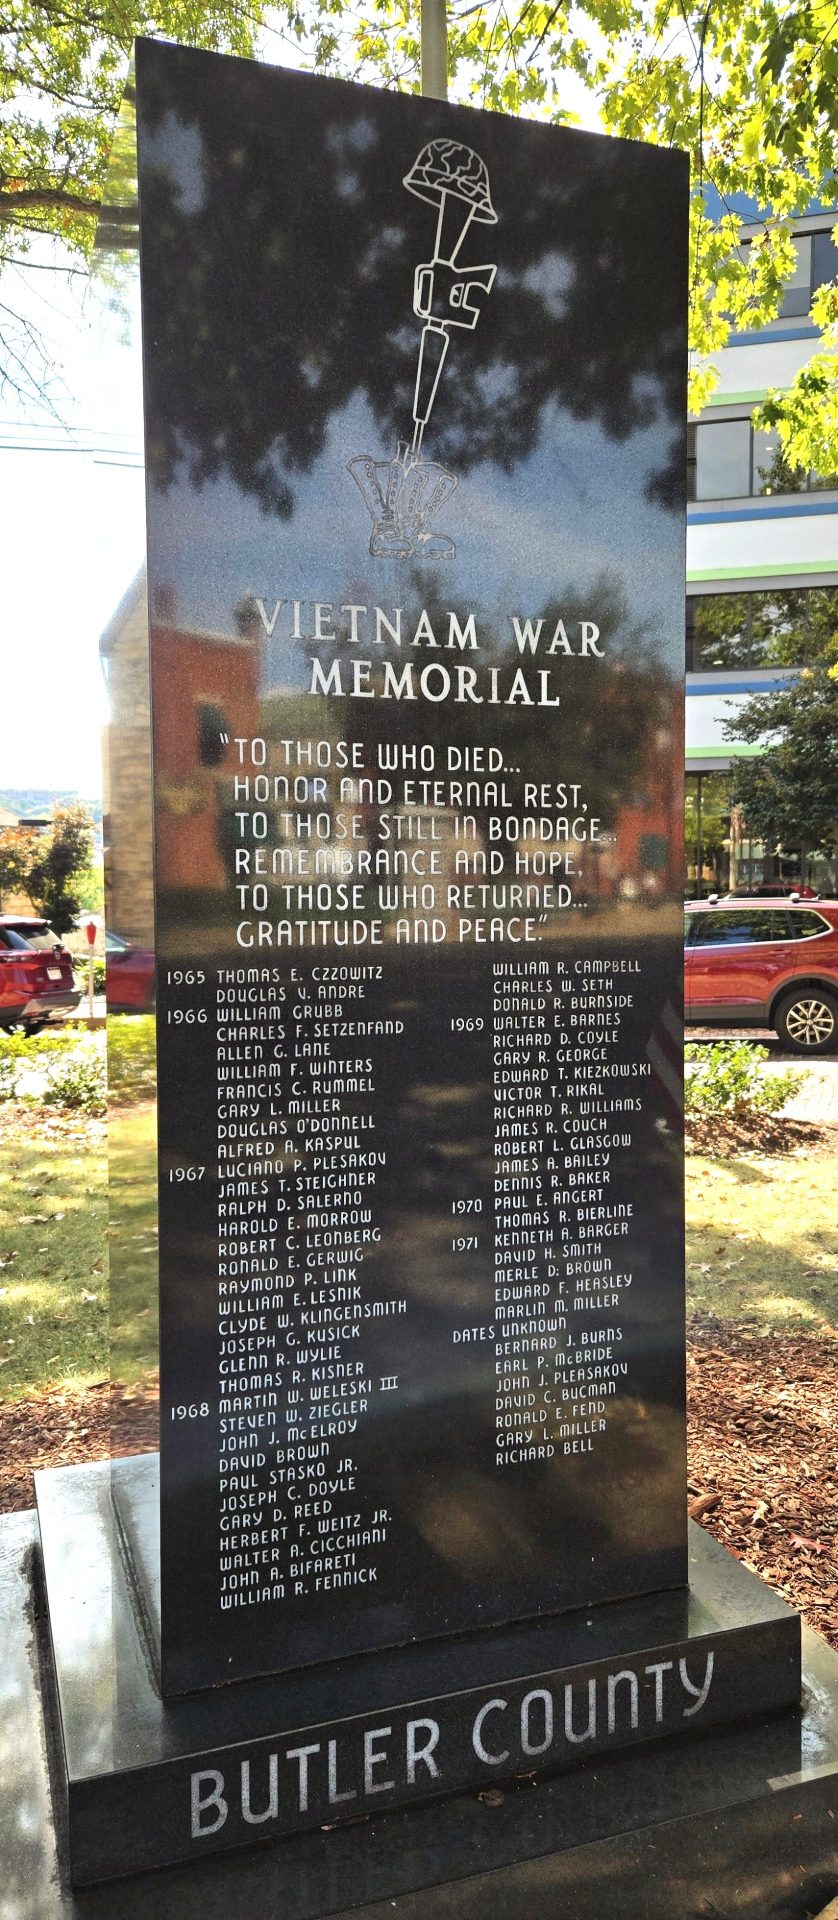 VIETNAM WAR
MEMORIAL
"TO THOSE WHO DIED...
HONOR AND ETERNAL REST,
TO THOSE STILL IN BONDAGE...
REMEMBRANCE AND HOPE,
TO THOSE WHO RETURNED...
GRATITUDE AND PEACE."
1965 THOMAS E. CZZOWITZ
DOUGLAS V. ANDRE
1966 WILLIAM GRUBB
CHARLES F. SETZENFAND
ALLEN G. LANE
WILLIAM F. WINTERS
FRANCIS C. RUMMEL
GARY L. MILLER
DOUGLAS O'DONNELL
ALFRED A. KASPUL
1967 LUCIANO P. PLESAKOV
JAMES T. STEIGHNER
RALPH D. SALERNO
HAROLD E. MORROW
ROBERT C. LEONBERG
RONALD E. GERWIG
RAYMOND P. LINK
WILLIAM E. LESNIK
CLYDE W. KLINGENSMITH
JOSEPH G. KUSICK
GLENN R. WYLIE
THOMAS R. KISNER
1968 MARTIN W. WELESKI III
STEVEN W. ZIEGLER
JOHN J. McELROY
DAVID BROWN
PAUL STASKO JR.
JOSEPH C. DOYLE
GARY D. REED
HERBERT F. WEITZ JR.
WALTER A. CICCHIANI
JOHN A. BIFARETI
WILLIAM R. FENNICK
WILLIAM R. CAMPBELL
CHARLES W. SETH
DONALD R. BURNSIDE
1969 WALTER E. BARNES
RICHARD D. COYLE
GARY R. GEORGE
EDWARD T. KIEZKOWSKI
VICTOR T. RIKAL
RICHARD R. WILLIAMS
JAMES R. COUCH
ROBERT L. GLASGOW
JAMES A. BAILEY
DENNIS R. BAKER
1970 PAUL E. ANGERT
THOMAS R. BIERLINE
1971 KENNETH A. BARGER
DAVID H. SMITH
MERLE D. BROWN
EDWARD F. HEASLEY
MARLIN M. MILLER
DATES UNKNOWN
BERNARD J. BURNS
EARL P. McBRIDE
JOHN J. PLEASAKOV
DAVID C. BUCMAN
RONALD E. FEND
GARY L. MILLER
RICHARD BELL
BUTLER COUNTY